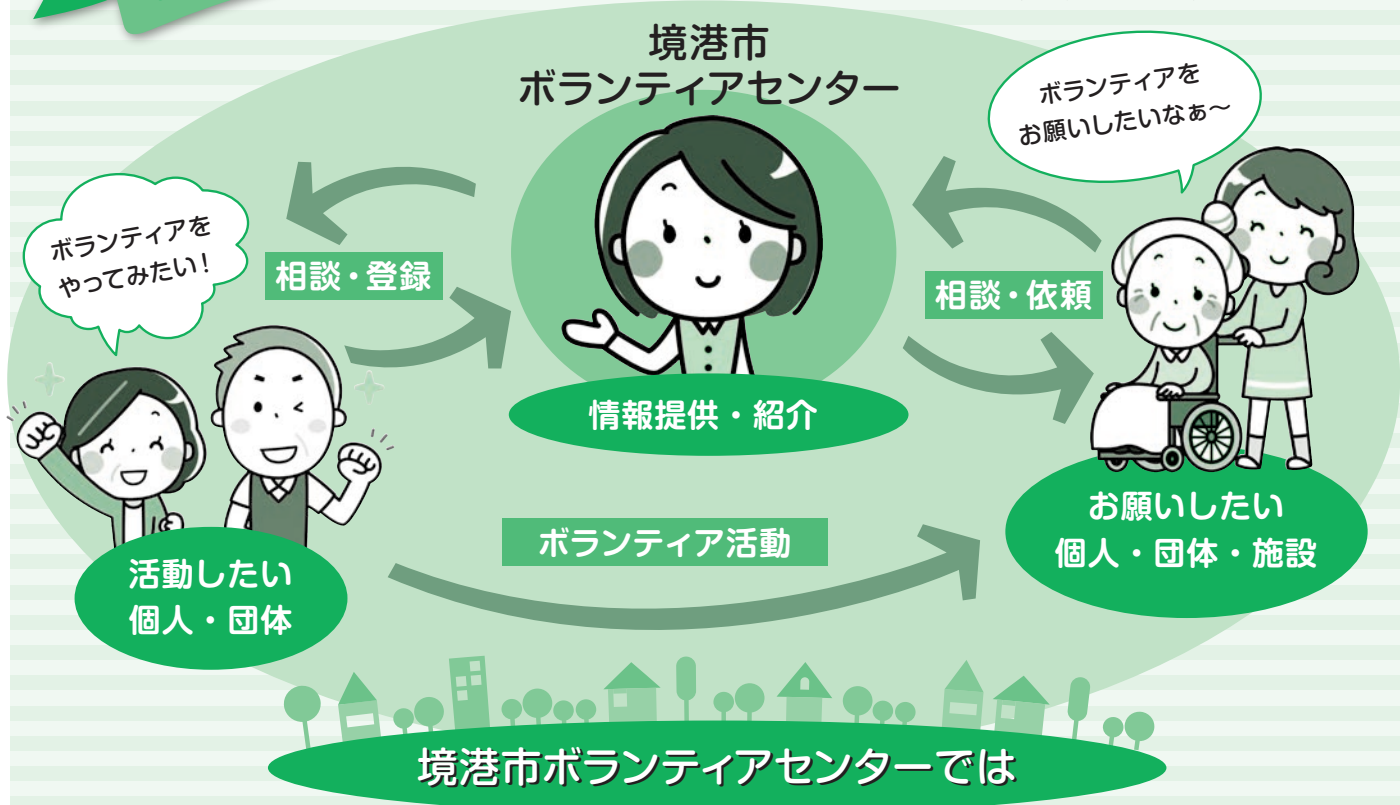 境港市
ボランティアセンター
ボランティアを
お願いしたいなぁ～
ボランティアを
やってみたい！
相談・登録
相談・依頼
情報提供・紹介
お願いしたい
個人・団体・施設
ボランティア活動
活動したい
個人・団体
境港市ボランティアセンターでは